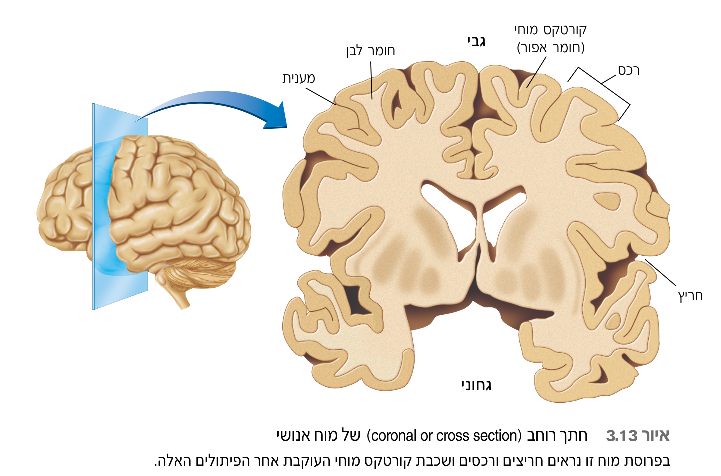 קורטקס מוחי
(חומר אפור)
גבי
חומר לבן
רכס
מענית
חריץ
גחוני
איור 3.13 חתך רוחב (coronal or cross section) של מוח אנושי
בפרוסת מוח זו נראים חריצים ורכסים ושכבת קורטקס מוחי העוקבת אחר הפיתולים האלה.